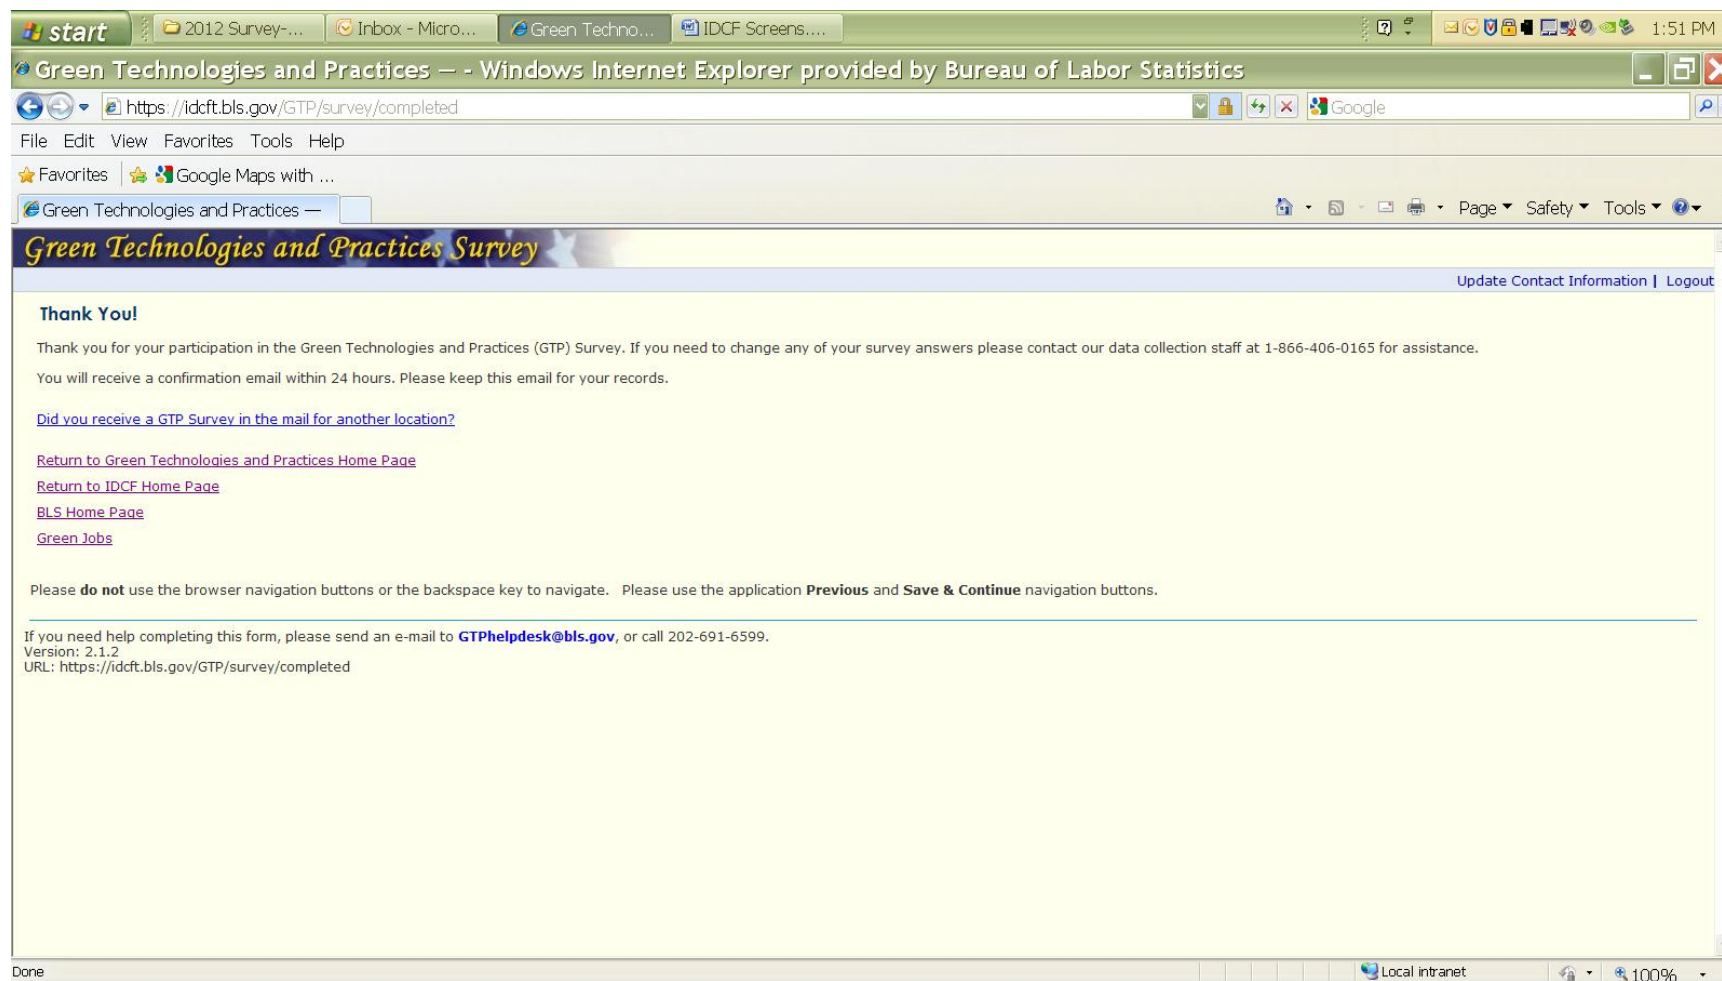 start
2012 Survey-...
Inbox - Micro...
Green Techno...
IDCF Screens....
1:51 PM
Green Technologies and Practices — - Windows Internet Explorer provided by Bureau of Labor Statistics
https://idcft.bls.gov/GTP/survey/completed
Google
File Edit View Favorites Tools Help
Favorites
Google Maps with ...
Green Technologies and Practices —
Page
Safety
Tools
Green Technologies and Practices Survey
Update Contact Information | Logout
Thank You!
Thank you for your participation in the Green Technologies and Practices (GTP) Survey. If you need to change any of your survey answers please contact our data collection staff at 1-866-406-0165 for assistance.
You will receive a confirmation email within 24 hours. Please keep this email for your records.
Did you receive a GTP Survey in the mail for another location?
Return to Green Technologies and Practices Home Page
Return to IDCF Home Page
BLS Home Page
Green Jobs
Please do not use the browser navigation buttons or the backspace key to navigate. Please use the application Previous and Save & Continue navigation buttons.
If you need help completing this form, please send an e-mail to GTPhelpdesk@bls.gov, or call 202-691-6599.
Version: 2.1.2
URL: https://idcft.bls.gov/GTP/survey/completed
Done
Local intranet
100%